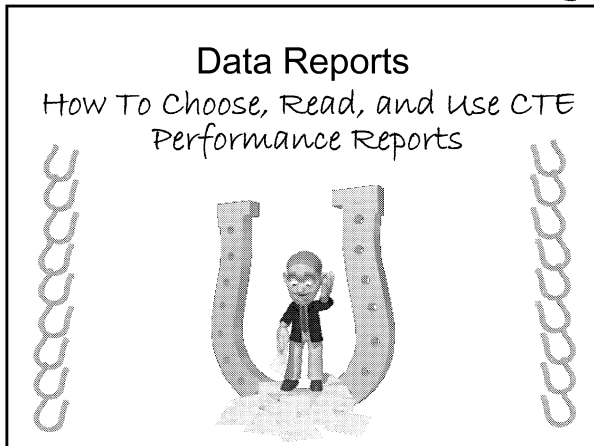 Data Reports
How To Choose, Read, and Use CTE
Performance Reports